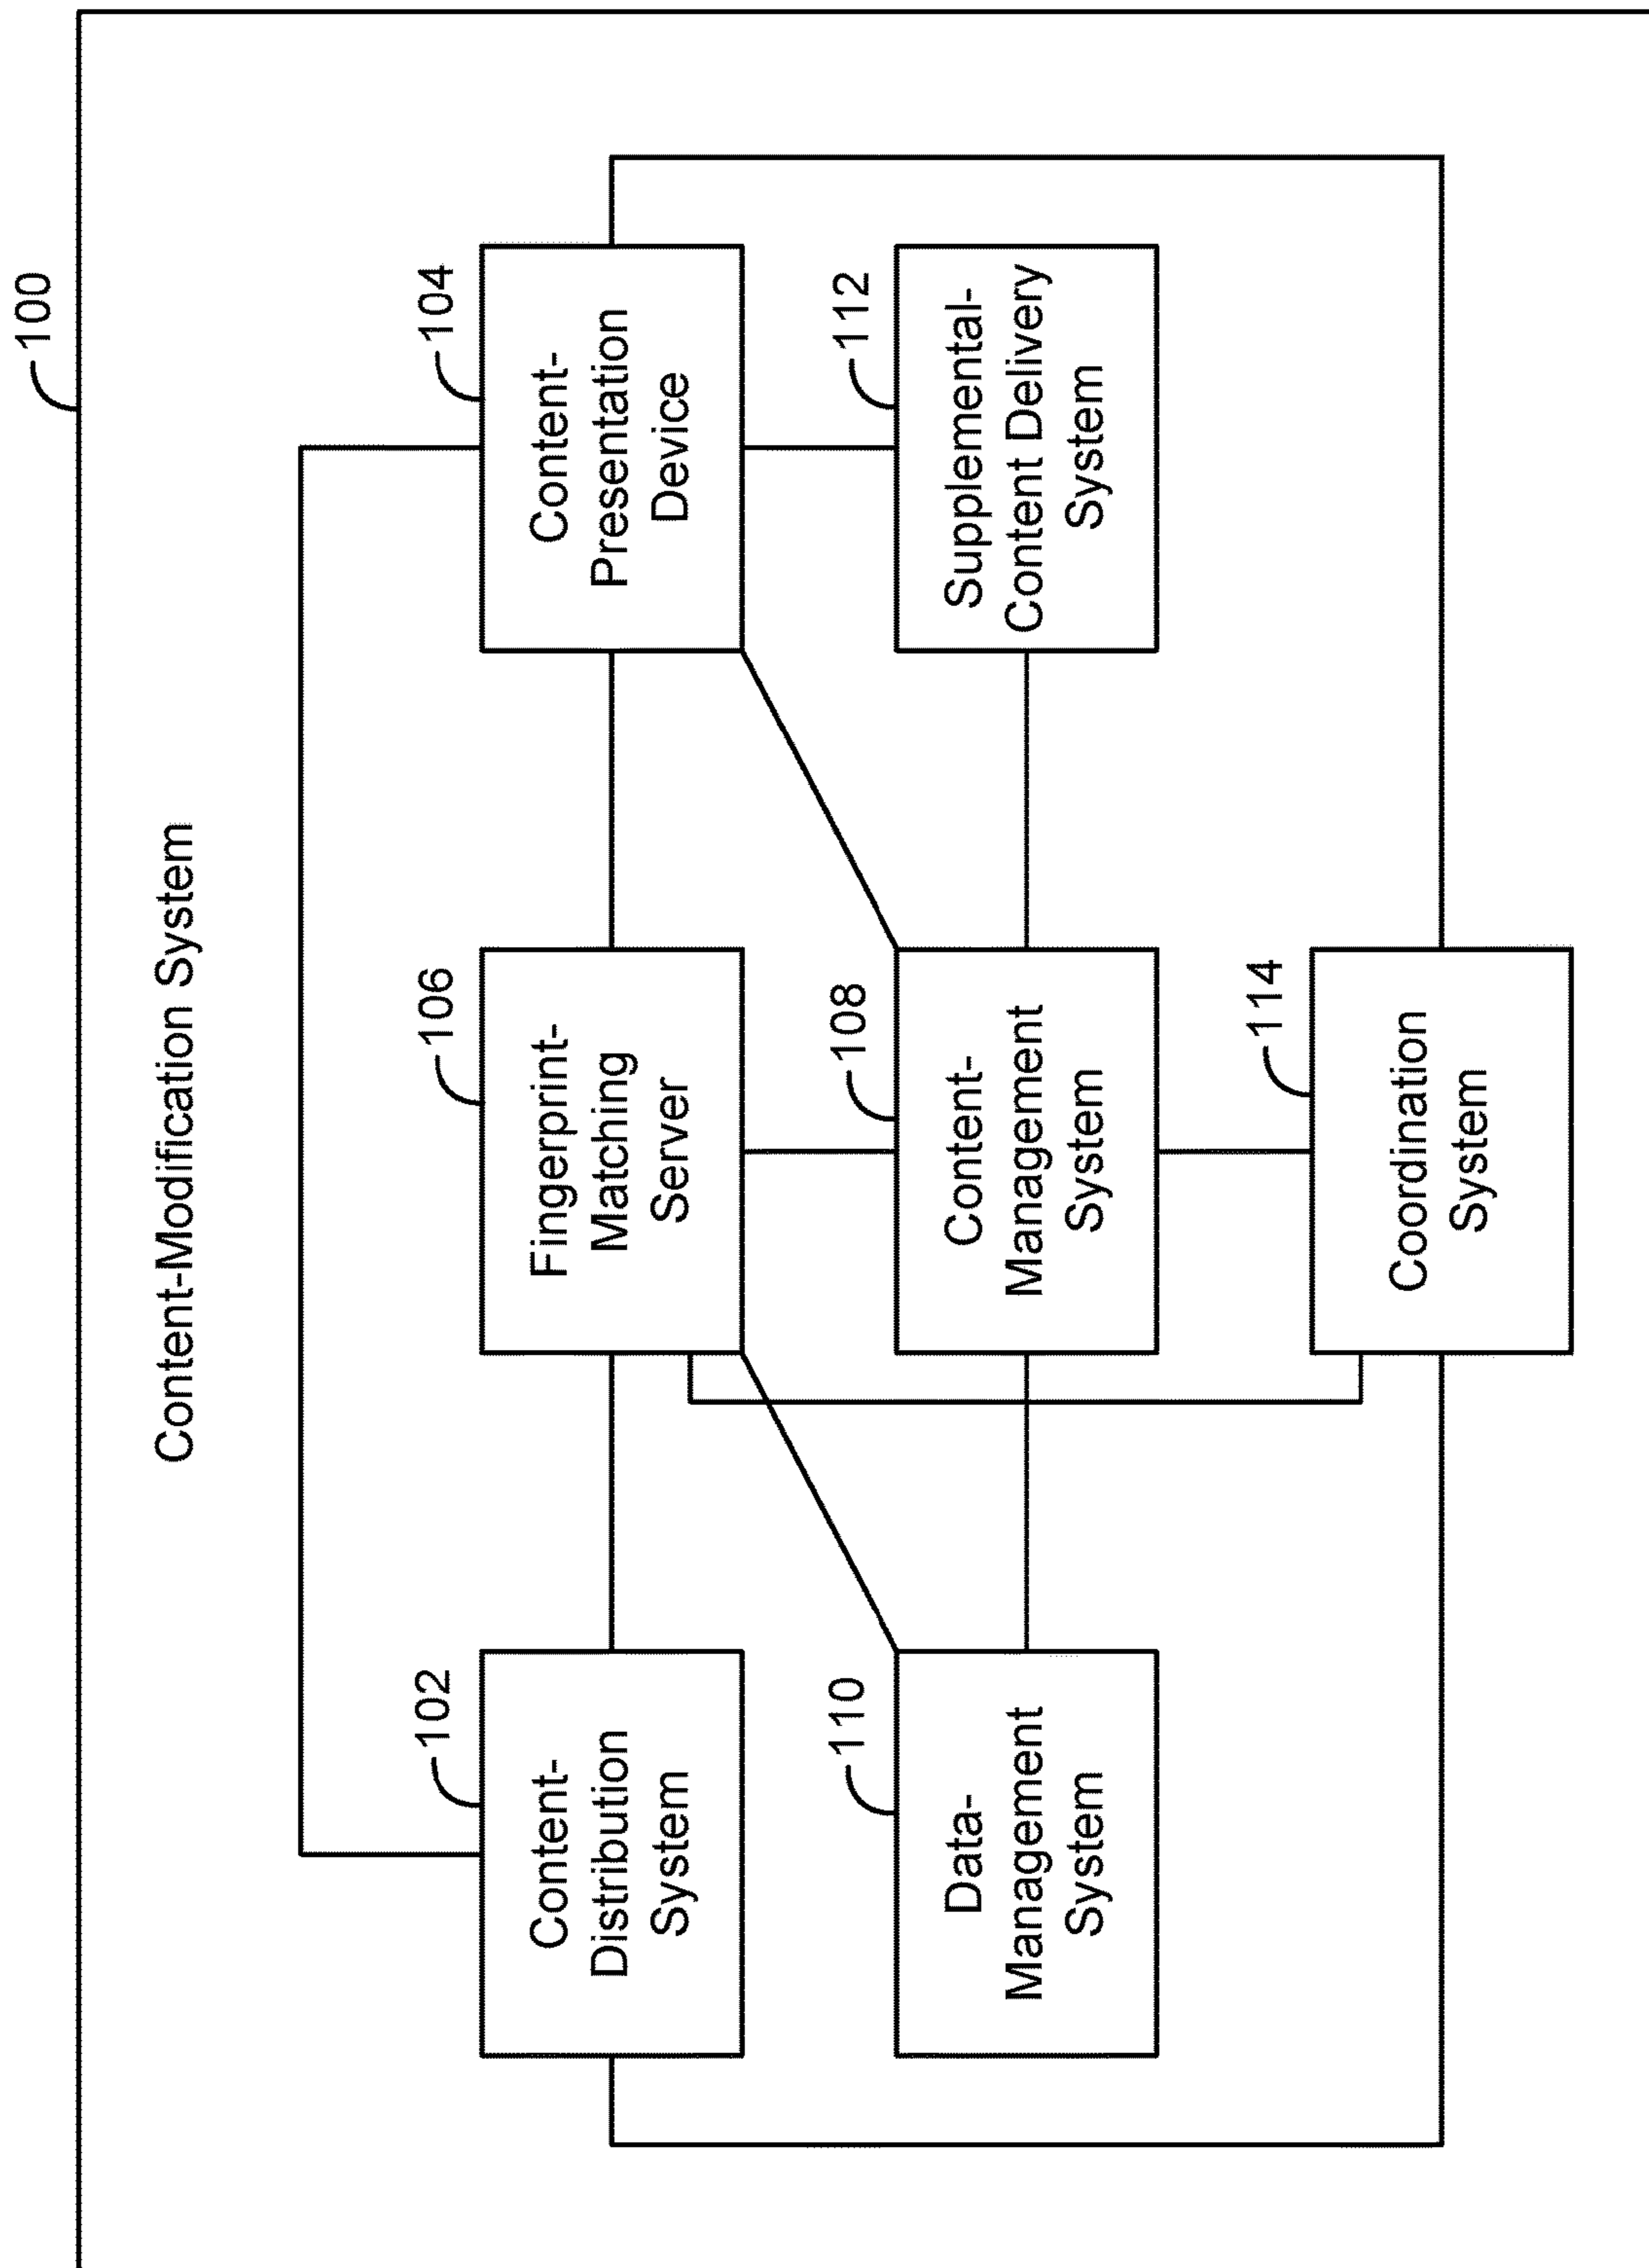 100
Content-Modification System
102
Content-
Distribution
System
106
Fingerprint-
Matching
Server
104
Content-
Presentation
Device
110
Data-
Management
System
108
Content-
Management
System
112
Supplemental-
Content Delivery
System
114
Coordination
System